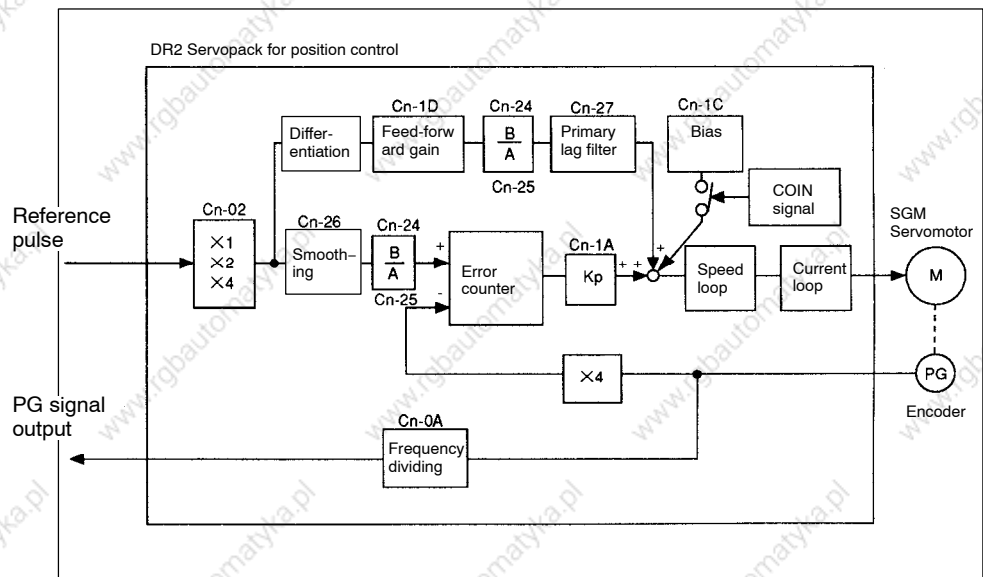 DR2 Servopack for position control
Cn-1D
Cn-24
Cn-27
Cn-1C
Differ-
entiation
Feed-forw
ard gain
B
A
Primary
lag filter
Bias
Cn-25
COIN
signal
Reference
pulse
Cn-02
×1
×2
×4
Cn-26
Smooth-
ing
Cn-24
B
A
Cn-25
+
-
Error
counter
Cn-1A
Kp
+ +
+
Speed
loop
Current
loop
SGM
Servomotor
M
×4
PG
Encoder
PG signal
output
Cn-0A
Frequency
dividing
www.rgbautomatyka.pl